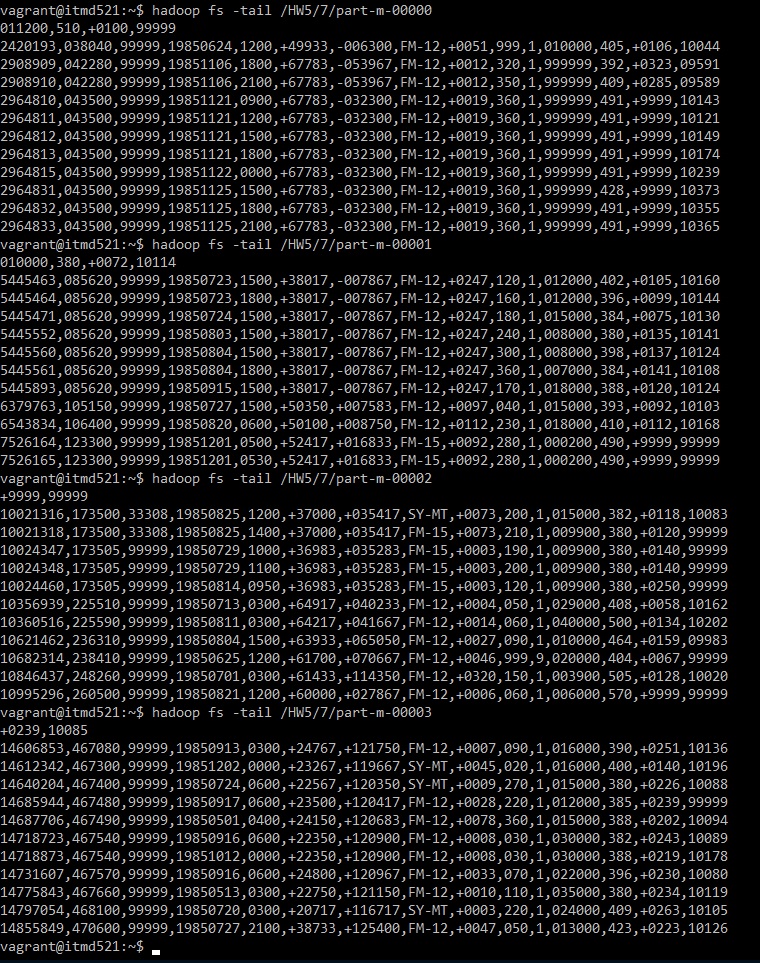 vagrant@itmd521:~$ hadoop fs -tail /HW5/7/part-m-00000
011200,510,+0100,99999
2420193,038040,99999,19850624,1200,+49933,-006300,FM-12,+0051,999,1,010000,405,+0106,10044
2908909,042280,99999,19851106,1800,+67783,-053967,FM-12,+0012,320,1,999999,392,+0323,09591
2908910,042280,99999,19851106,2100,+67783,-053967,FM-12,+0012,350,1,999999,409,+0285,09589
2964810,043500,99999,19851121,0900,+67783,-032300,FM-12,+0019,360,1,999999,491,+9999,10143
2964811,043500,99999,19851121,1200,+67783,-032300,FM-12,+0019,360,1,999999,491,+9999,10121
2964812,043500,99999,19851121,1500,+67783,-032300,FM-12,+0019,360,1,999999,491,+9999,10149
2964813,043500,99999,19851121,1800,+67783,-032300,FM-12,+0019,360,1,999999,491,+9999,10174
2964815,043500,99999,19851122,0000,+67783,-032300,FM-12,+0019,360,1,999999,491,+9999,10239
2964831,043500,99999,19851125,1500,+67783,-032300,FM-12,+0019,360,1,999999,428,+9999,10373
2964832,043500,99999,19851125,1800,+67783,-032300,FM-12,+0019,360,1,999999,491,+9999,10355
2964833,043500,99999,19851125,2100,+67783,-032300,FM-12,+0019,360,1,999999,491,+9999,10365
vagrant@itmd521:~$ hadoop fs -tail /HW5/7/part-m-00001
010000,380,+0072,10114
5445463,085620,99999,19850723,1500,+38017,-007867,FM-12,+0247,120,1,012000,402,+0105,10160
5445464,085620,99999,19850723,1800,+38017,-007867,FM-12,+0247,160,1,012000,396,+0099,10144
5445471,085620,99999,19850724,1500,+38017,-007867,FM-12,+0247,180,1,015000,384,+0075,10130
5445552,085620,99999,19850803,1500,+38017,-007867,FM-12,+0247,240,1,008000,380,+0135,10141
5445560,085620,99999,19850804,1500,+38017,-007867,FM-12,+0247,300,1,008000,398,+0137,10124
5445561,085620,99999,19850804,1800,+38017,-007867,FM-12,+0247,360,1,007000,384,+0141,10108
5445893,085620,99999,19850915,1500,+38017,-007867,FM-12,+0247,170,1,018000,388,+0120,10124
6379763,105150,99999,19850727,1500,+50350,+007583,FM-12,+0097,040,1,015000,393,+0092,10103
6543834,106400,99999,19850820,0600,+50100,+008750,FM-12,+0112,230,1,018000,410,+0112,10168
7526164,123300,99999,19851201,0500,+52417,+016833,FM-15,+0092,280,1,000200,490,+9999,99999
7526165,123300,99999,19851201,0530,+52417,+016833,FM-15,+0092,280,1,000200,490,+9999,99999
vagrant@itmd521:~$ hadoop fs -tail /HW5/7/part-m-00002
+9999,99999
10021316,173500,33308,19850825,1200,+37000,+035417,SY-MT,+0073,200,1,015000,382,+0118,10083
10021318,173500,33308,19850825,1400,+37000,+035417,FM-15,+0073,210,1,009900,380,+0120,99999
10024347,173505,99999,19850729,1000,+36983,+035283,FM-15,+0003,190,1,009900,380,+0140,99999
10024348,173505,99999,19850729,1100,+36983,+035283,FM-15,+0003,200,1,009900,380,+0140,99999
10024460,173505,99999,19850814,0950,+36983,+035283,FM-15,+0003,120,1,009900,380,+0250,99999
10356939,225510,99999,19850713,0300,+64917,+040233,FM-12,+0004,050,1,029000,408,+0058,10162
10360516,225590,99999,19850811,0300,+64217,+041667,FM-12,+0014,060,1,040000,500,+0134,10202
10621462,236310,99999,19850804,1500,+63933,+065050,FM-12,+0027,090,1,010000,464,+0159,09983
10682314,238410,99999,19850625,1200,+61700,+070667,FM-12,+0046,999,9,020000,404,+0067,99999
10846437,248260,99999,19850701,0300,+61433,+114350,FM-12,+0320,150,1,003900,505,+0128,10020
10995296,260500,99999,19850821,1200,+60000,+027867,FM-12,+0006,060,1,006000,570,+9999,99999
vagrant@itmd521:~$ hadoop fs -tail /HW5/7/part-m-00003
+0239,10085
14606853,467080,99999,19850913,0300,+24767,+121750,FM-12,+0007,090,1,016000,390,+0251,10136
14612342,467300,99999,19851202,0000,+23267,+119667,SY-MT,+0045,020,1,016000,400,+0140,10196
14640204,467400,99999,19850724,0600,+22567,+120350,SY-MT,+0009,270,1,015000,380,+0226,10088
14685944,467480,99999,19850917,0600,+23500,+120417,FM-12,+0028,220,1,012000,385,+0239,99999
14687706,467490,99999,19850501,0400,+24150,+120683,FM-12,+0078,360,1,015000,388,+0202,10094
14718723,467540,99999,19850916,0600,+22350,+120900,FM-12,+0008,030,1,030000,382,+0243,10089
14718873,467540,99999,19851012,0000,+22350,+120900,FM-12,+0008,030,1,030000,388,+0219,10178
14731607,467570,99999,19850916,0600,+24800,+120967,FM-12,+0033,070,1,022000,396,+0230,10080
14775843,467660,99999,19850513,0300,+22750,+121150,FM-12,+0010,110,1,035000,380,+0234,10119
14797054,468100,99999,19850720,0300,+20717,+116717,SY-MT,+0003,220,1,024000,409,+0263,10105
14855849,470600,99999,19850727,2100,+38733,+125400,FM-12,+0047,050,1,013000,423,+0223,10126
vagrant@itmd521:~$